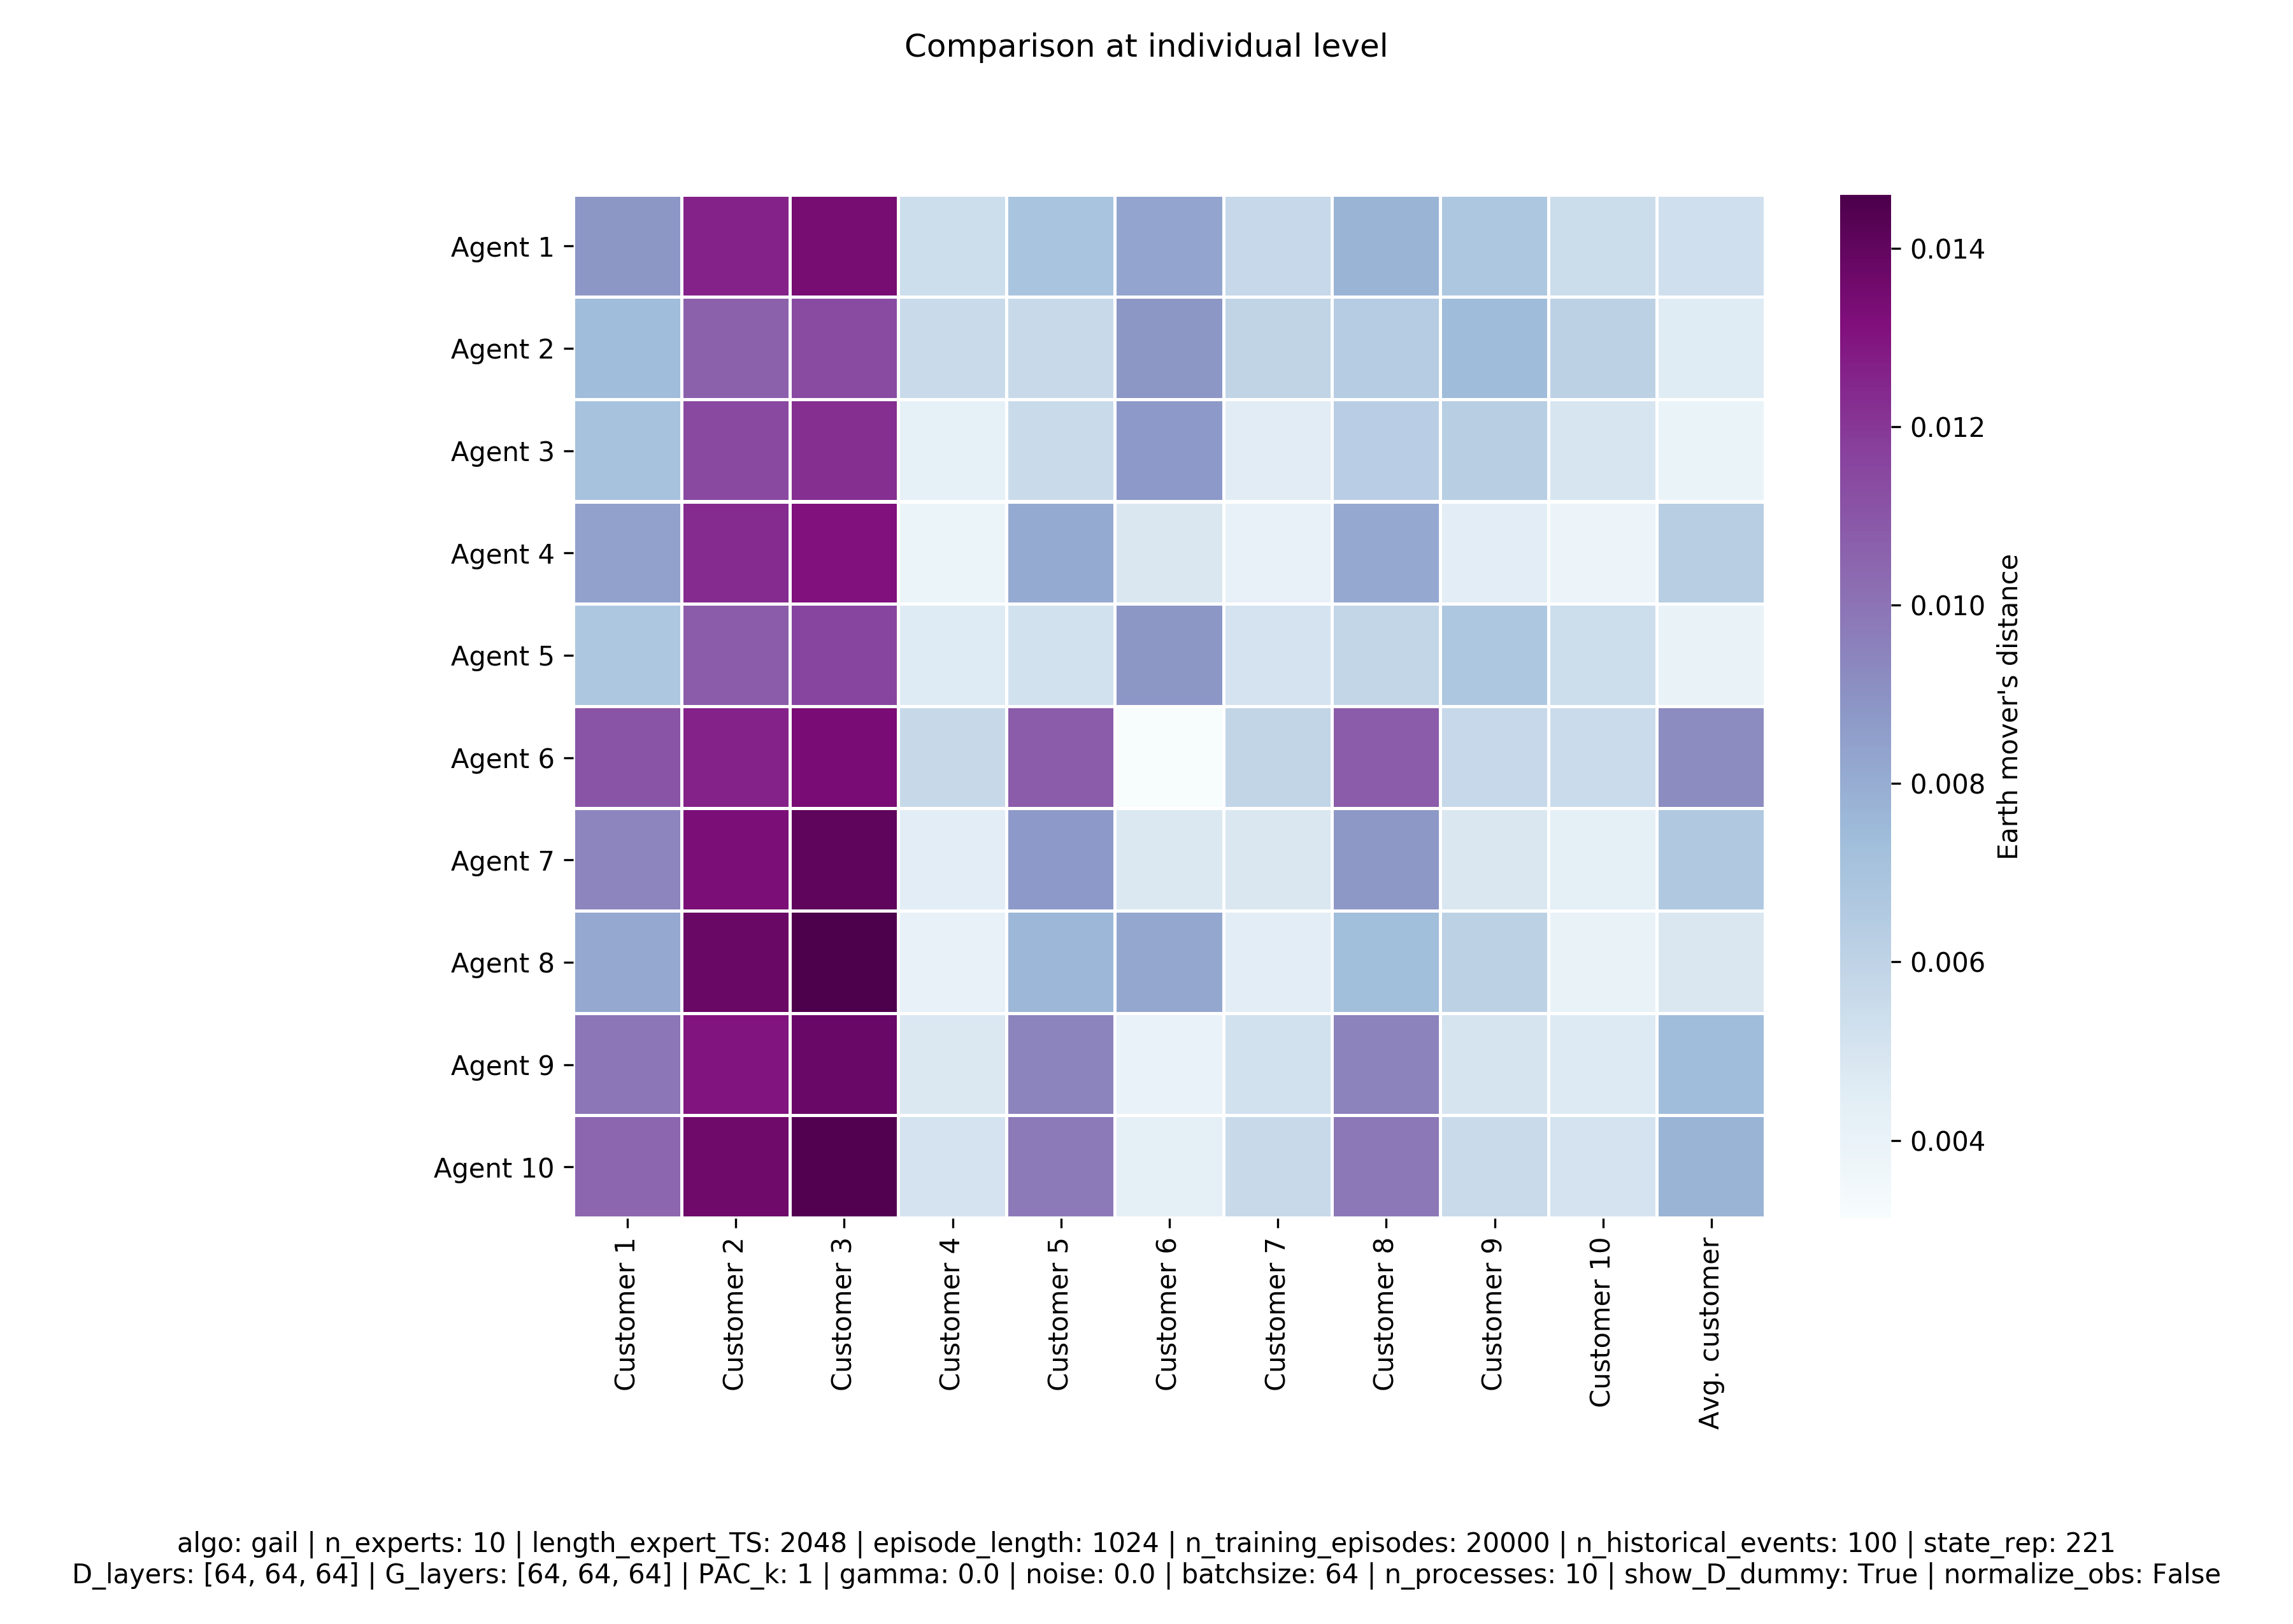 Comparison at individual level
Agent 1
Agent 2
Agent 3
Agent 4
Agent 5
Agent 6
Agent 7
Agent 8
Agent 9
Agent 10
Customer 1
Customer 2
Customer 3
Customer 4
Customer 5
Customer 6
Customer 7
Customer 8
Customer 9
Customer 10
Avg. customer
0.014
0.012
0.010
0.008
0.006
0.004
Earth mover's distance
algo: gail | n_experts: 10 | length_expert_TS: 2048 | episode_length: 1024 | n_training_episodes: 20000 | n_historical_events: 100 | state_rep: 221
D_layers: [64, 64, 64] | G_layers: [64, 64, 64] | PAC_k: 1 | gamma: 0.0 | noise: 0.0 | batchsize: 64 | n_processes: 10 | show_D_dummy: True | normalize_obs: False